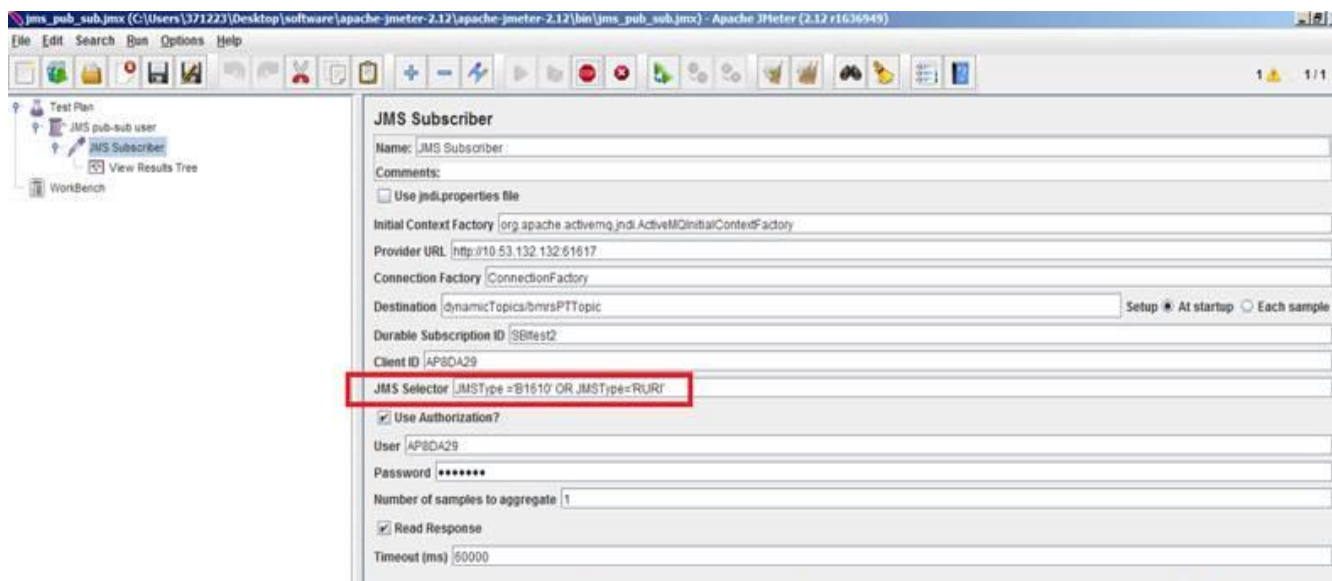 jms_pub_sub.jmx (C:\Users\371223\Desktop\software\apache-jmeter-2.12\apache-jmeter-2.12\bin\jms_pub_sub.jmx) - Apache JMeter (2.12 r1636949)
File Edit Search Run Options Help
1 1/1
Test Plan
JMS pub-sub user
JMS Subscriber
View Results Tree
WorkBench
JMS Subscriber
Name: JMS Subscriber
Comments:
Use jndi.properties file
Initial Context Factory org.apache.activemq.jndi.ActiveMQInitialContextFactory
Provider URL http://10.53.132.132:61617
Connection Factory ConnectionFactory
Destination dynamicTopics/bmrsPTTopic Setup At startup Each sample
Durable Subscription ID SBItest2
Client ID AP8DA29
JMS Selector JMSType ='B1610' OR JMSType='RURI'
Use Authorization?
User AP8DA29
Password •••••••
Number of samples to aggregate 1
Read Response
Timeout (ms) 60000